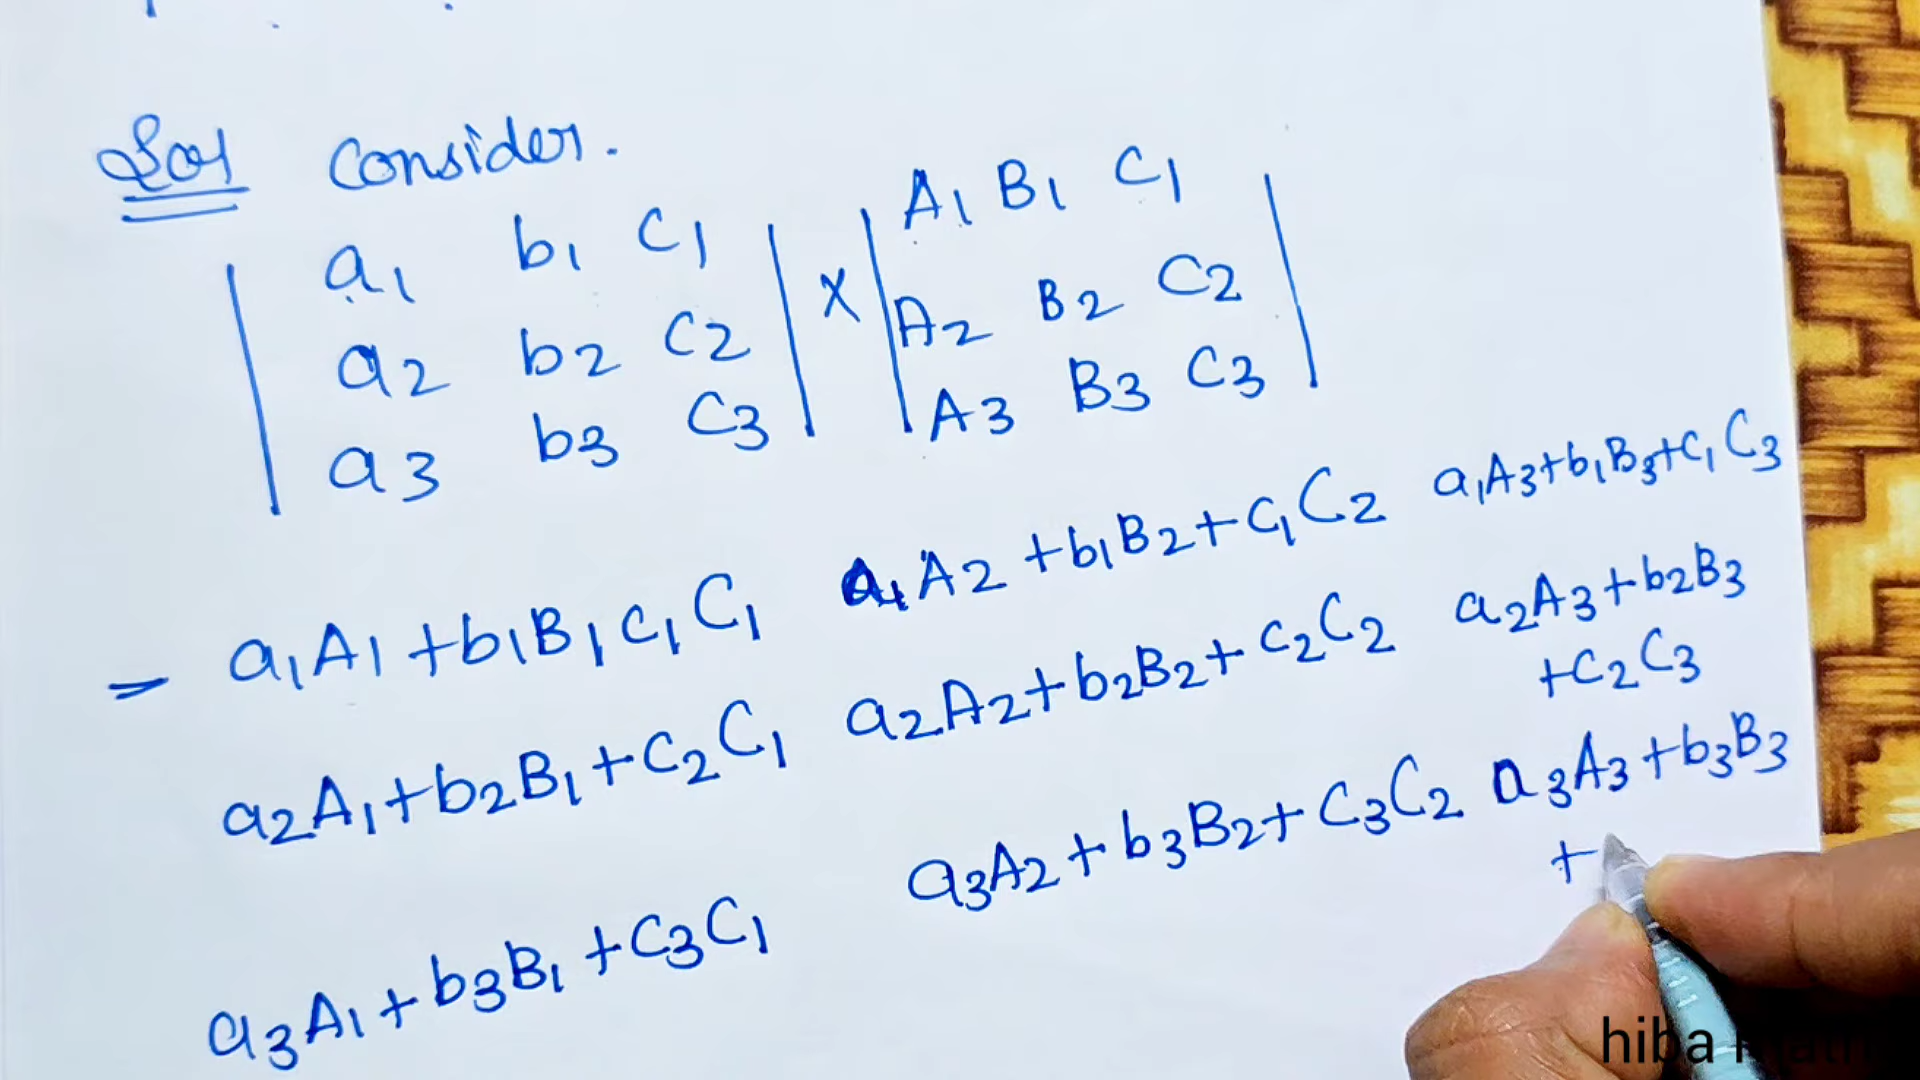 Sol Consider.
| a1 b1 c1 | x | A1 B1 C1 |
| a2 b2 c2 | | A2 B2 C2 |
| a3 b3 c3 | | A3 B3 C3 |
= a1A1+b1B1c1C1 a1A2+b1B2+c1C2 a1A3+b1B3+c1C3
a2A1+b2B1+c2C1 a2A2+b2B2+c2C2 a2A3+b2B3
+c2C3
a3A1+b3B1+c3C1 a3A2+b3B2+c3C2 a3A3+b3B3
+
hiba math